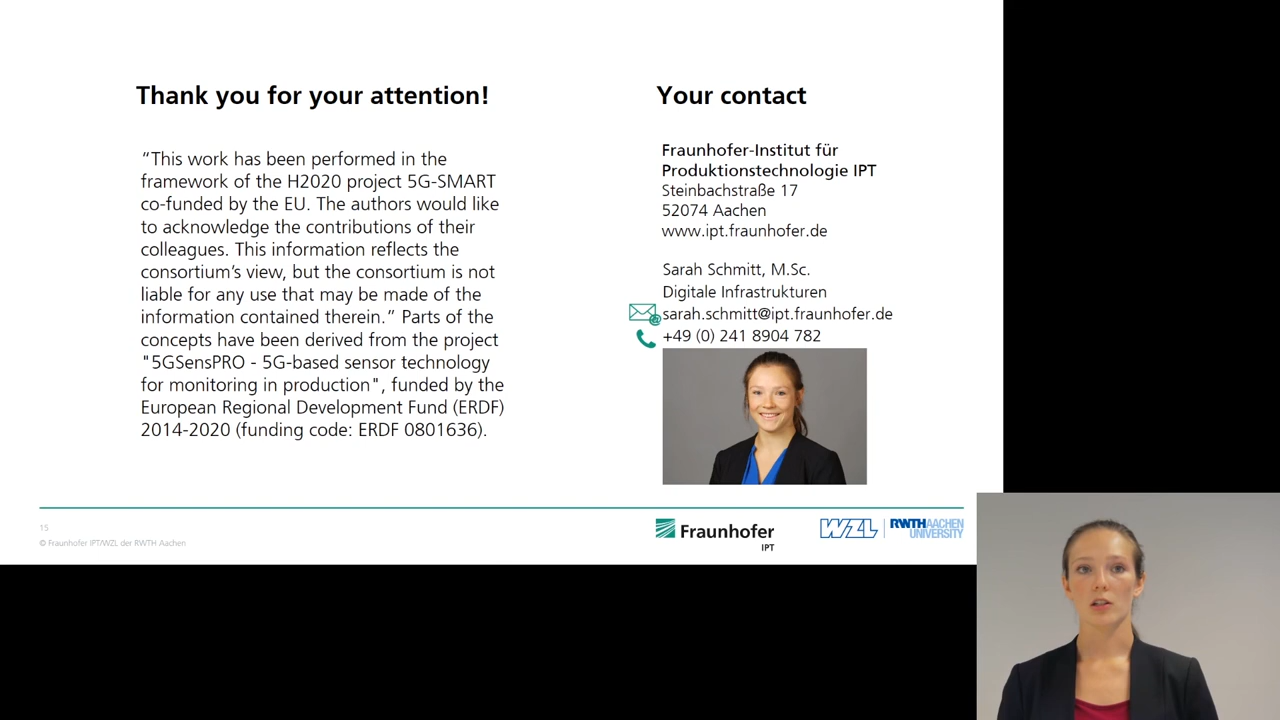 Thank you for your attention!
“This work has been performed in the
framework of the H2020 project 5G-SMART
co-funded by the EU. The authors would like
to acknowledge the contributions of their
colleagues. This information reflects the
consortium’s view, but the consortium is not
liable for any use that may be made of the
information contained therein.” Parts of the
concepts have been derived from the project
"5GSensPRO - 5G-based sensor technology
for monitoring in production", funded by the
European Regional Development Fund (ERDF)
2014-2020 (funding code: ERDF 0801636).
Your contact
Fraunhofer-Institut für
Produktionstechnologie IPT
Steinbachstraße 17
52074 Aachen
www.ipt.fraunhofer.de
Sarah Schmitt, M.Sc.
Digitale Infrastrukturen
sarah.schmitt@ipt.fraunhofer.de
+49 (0) 241 8904 782
15
© Fraunhofer IPT/WZL der RWTH Aachen
Fraunhofer
IPT
WZL
RWTH AACHEN
UNIVERSITY